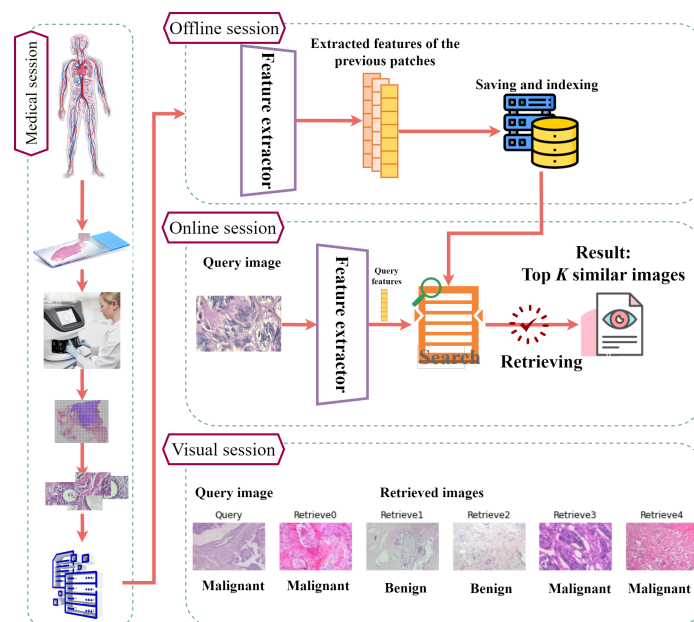 Medical session
Offline session
Feature extractor
Extracted features of the
previous patches
Saving and indexing
Online session
Query image
Feature extractor
Query
features
Search
Retrieving
Result:
Top K similar images
Visual session
Query image
Retrieved images
Query
Retrieve0
Retrieve1
Retrieve2
Retrieve3
Retrieve4
Malignant
Malignant
Benign
Benign
Malignant
Malignant